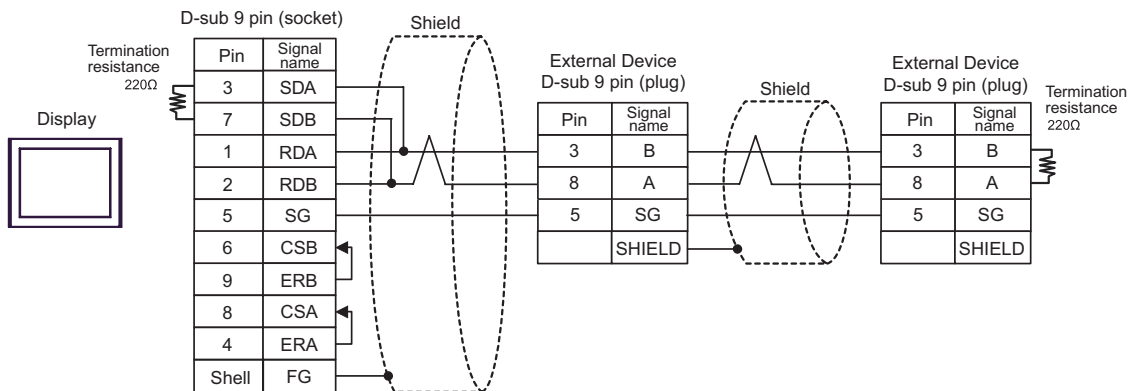 D-sub 9 pin (socket)
Shield
Termination
resistance
220Ω
Display
Pin Signal name
3 SDA
7 SDB
1 RDA
2 RDB
5 SG
6 CSB
9 ERB
8 CSA
4 ERA
Shell FG
External Device
D-sub 9 pin (plug)
Pin Signal name
3 B
8 A
5 SG
SHIELD
Shield
External Device
D-sub 9 pin (plug)
Pin Signal name
3 B
8 A
5 SG
SHIELD
Termination
resistance
220Ω